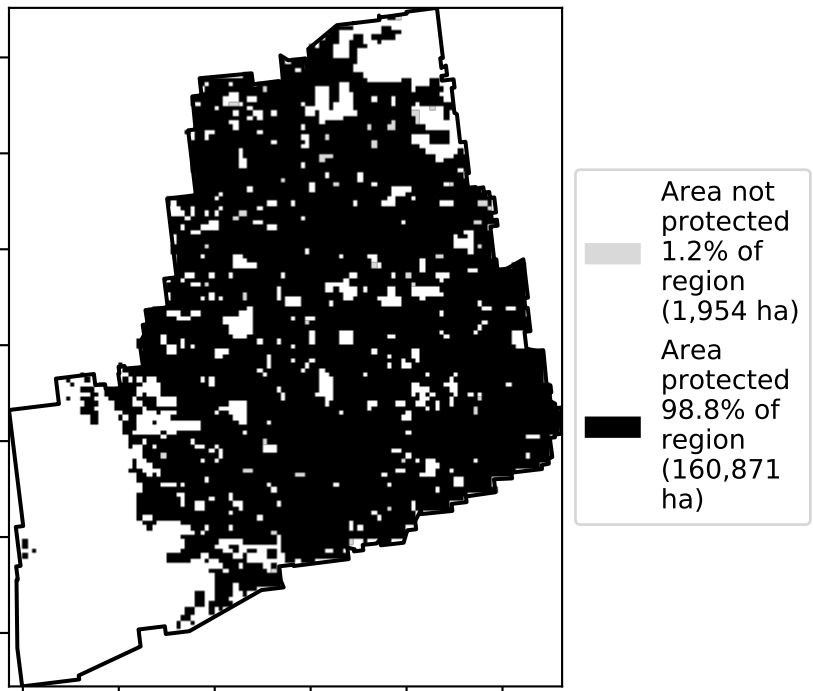 Area not
protected
1.2% of
region
(1,954 ha)
Area
protected
98.8% of
region
(160,871
ha)